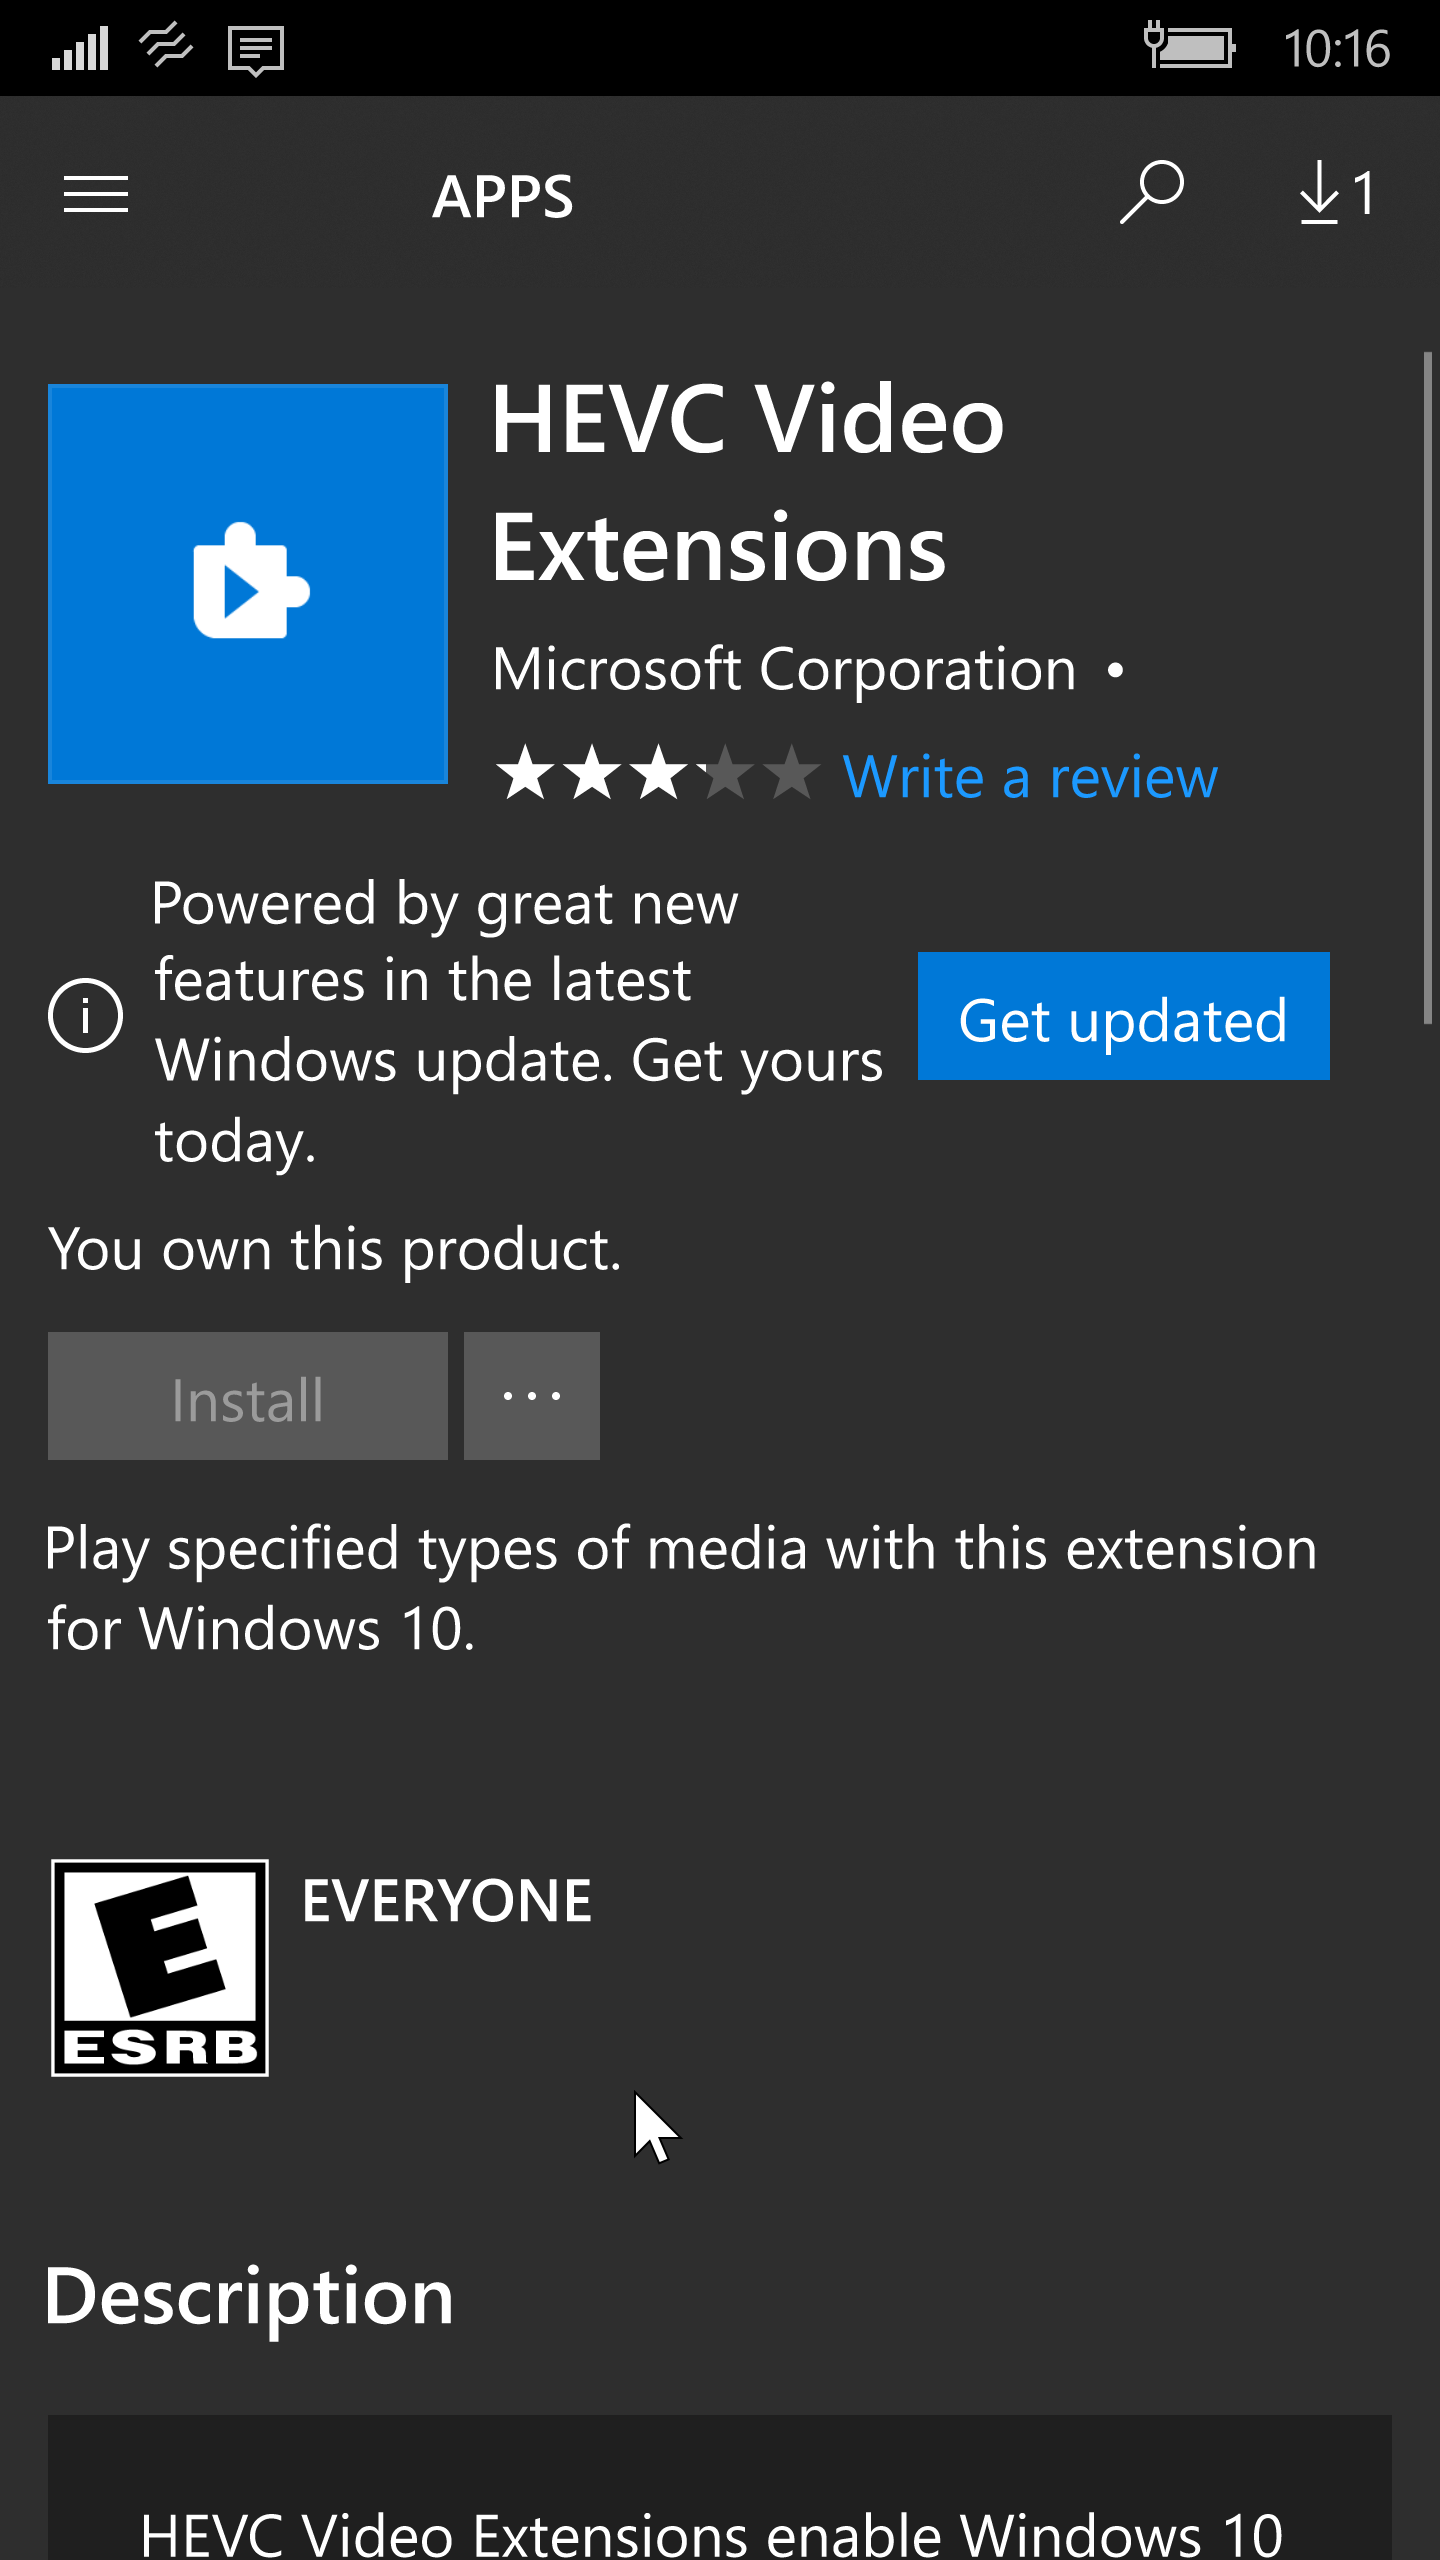 10:16
APPS
1
HEVC Video
Extensions
Microsoft Corporation •
Write a review
Powered by great new
features in the latest
Windows update. Get yours
today.
Get updated
You own this product.
Install
...
Play specified types of media with this extension
for Windows 10.
EVERYONE
E
ESRB
Description
HEVC Video Extensions enable Windows 10